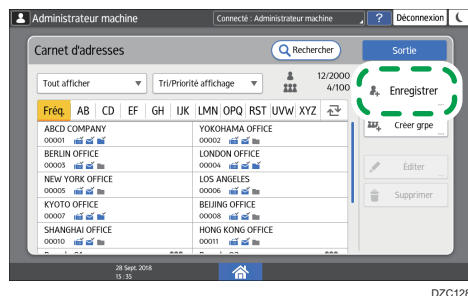 Administrateur machine Connecté : Administrateur machine ? Déconnexion
Carnet d'adresses Rechercher Sortie
Tout afficher Tri/Priorité affichage 12/2000
4/100
Enregistrer
Fréq. AB CD EF GH IJK LMN OPQ RST UVW XYZ
Créer grpe
ABCD COMPANY YOKOHAMA OFFICE
00001 00002
BERLIN OFFICE LONDON OFFICE
00003 00004
Editer
NEW YORK OFFICE LOS ANGELES
00005 00006
Supprimer
KYOTO OFFICE BEIJING OFFICE
00007 00008
SHANGHAI OFFICE HONG KONG OFFICE
00010 00011
28 Sept. 2018
15 : 35
DZC128